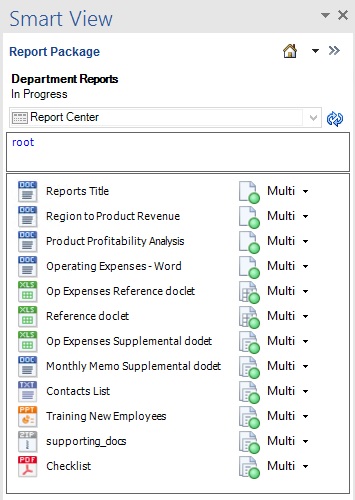 Smart View
Report Package
Department Reports
In Progress
Report Center
root
DOC Reports Title Multi
DOC Region to Product Revenue Multi
DOC Product Profitability Analysis Multi
DOC Operating Expenses - Word Multi
XLS Op Expenses Reference doclet Multi
XLS Reference doclet Multi
XLS Op Expenses Supplemental dodet Multi
DOC Monthly Memo Supplemental dodet Multi
TXT Contacts List Multi
PPT Training New Employees Multi
ZIP supporting_docs Multi
PDF Checklist Multi